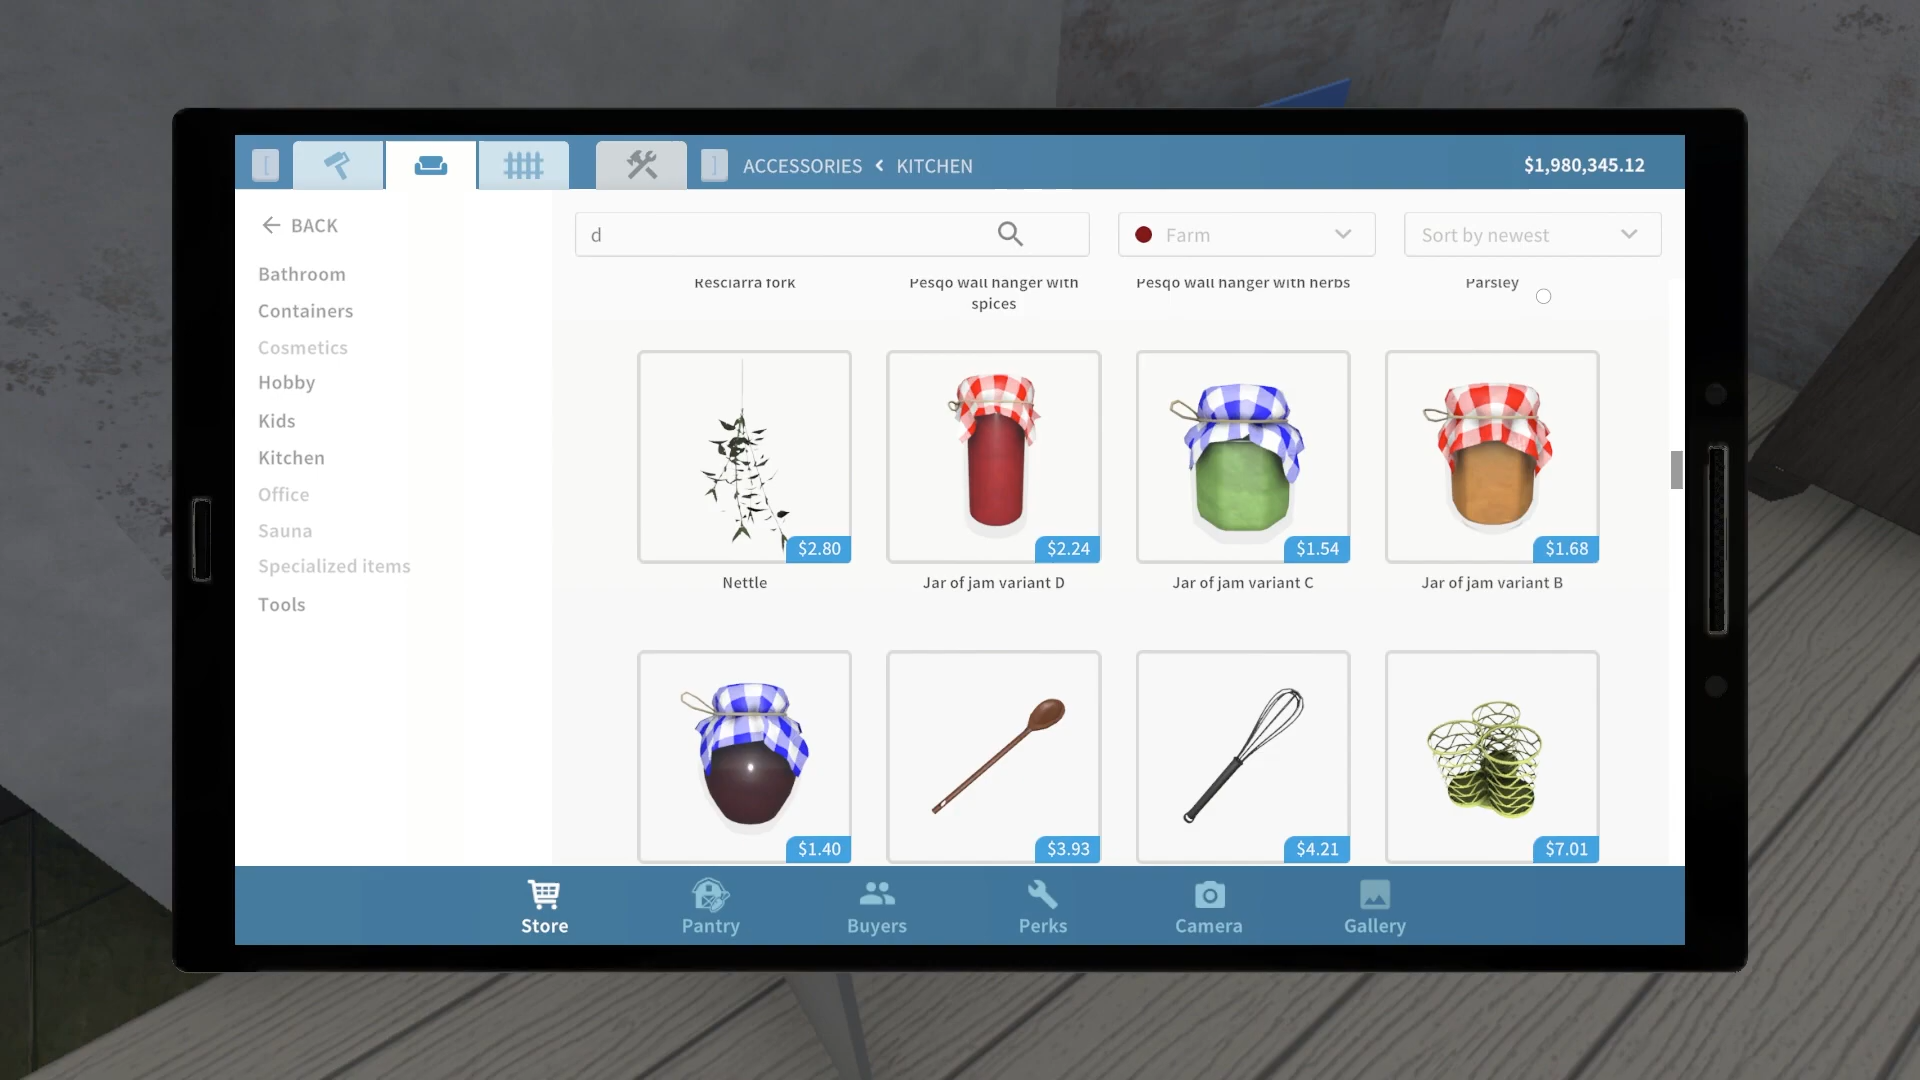 [
]
ACCESSORIES < KITCHEN
$1,980,345.12
BACK
d
Farm
Sort by newest
Bathroom
Containers
Cosmetics
Hobby
Kids
Kitchen
Office
Sauna
Specialized items
Tools
Resciarra fork
Pesqo wall hanger with
spices
Pesqo wall hanger with herbs
Parsley
$2.80
$2.24
$1.54
$1.68
Nettle
Jar of jam variant D
Jar of jam variant C
Jar of jam variant B
$1.40
$3.93
$4.21
$7.01
Store
Pantry
Buyers
Perks
Camera
Gallery